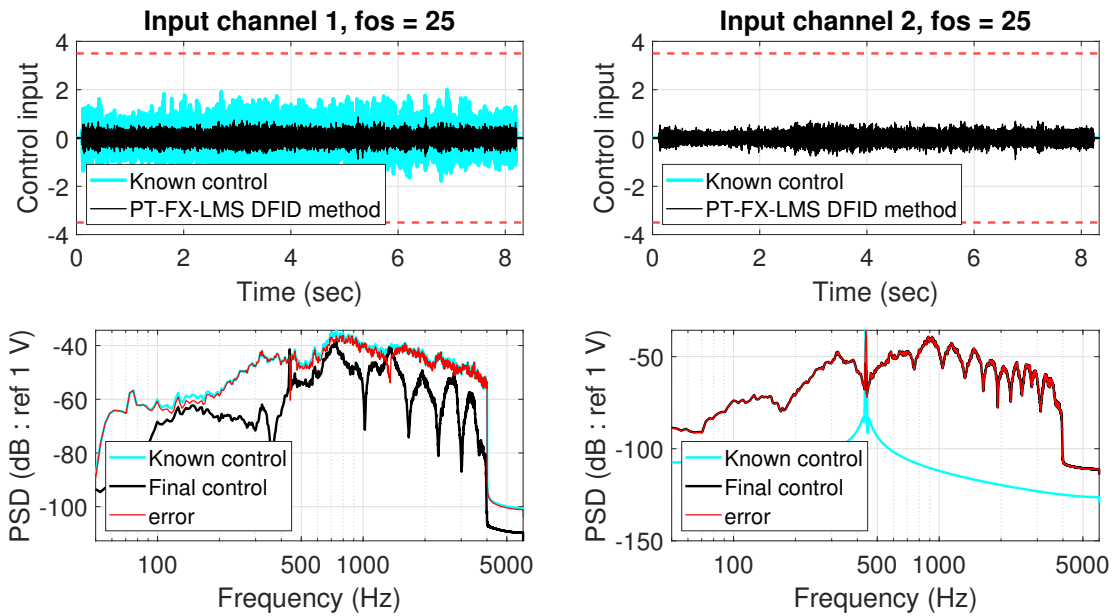 Input channel 1, fos = 25
Control input
4
2
0
-2
-4
Known control
PT-FX-LMS DFID method
0
2
4
6
8
Time (sec)
Input channel 2, fos = 25
Control input
4
2
0
-2
-4
Known control
PT-FX-LMS DFID method
0
2
4
6
8
Time (sec)
PSD (dB : ref 1 V)
-40
-60
-80
-100
Known control
Final control
error
100
500
1000
5000
Frequency (Hz)
PSD (dB : ref 1 V)
-50
-100
-150
Known control
Final control
error
100
500
1000
5000
Frequency (Hz)